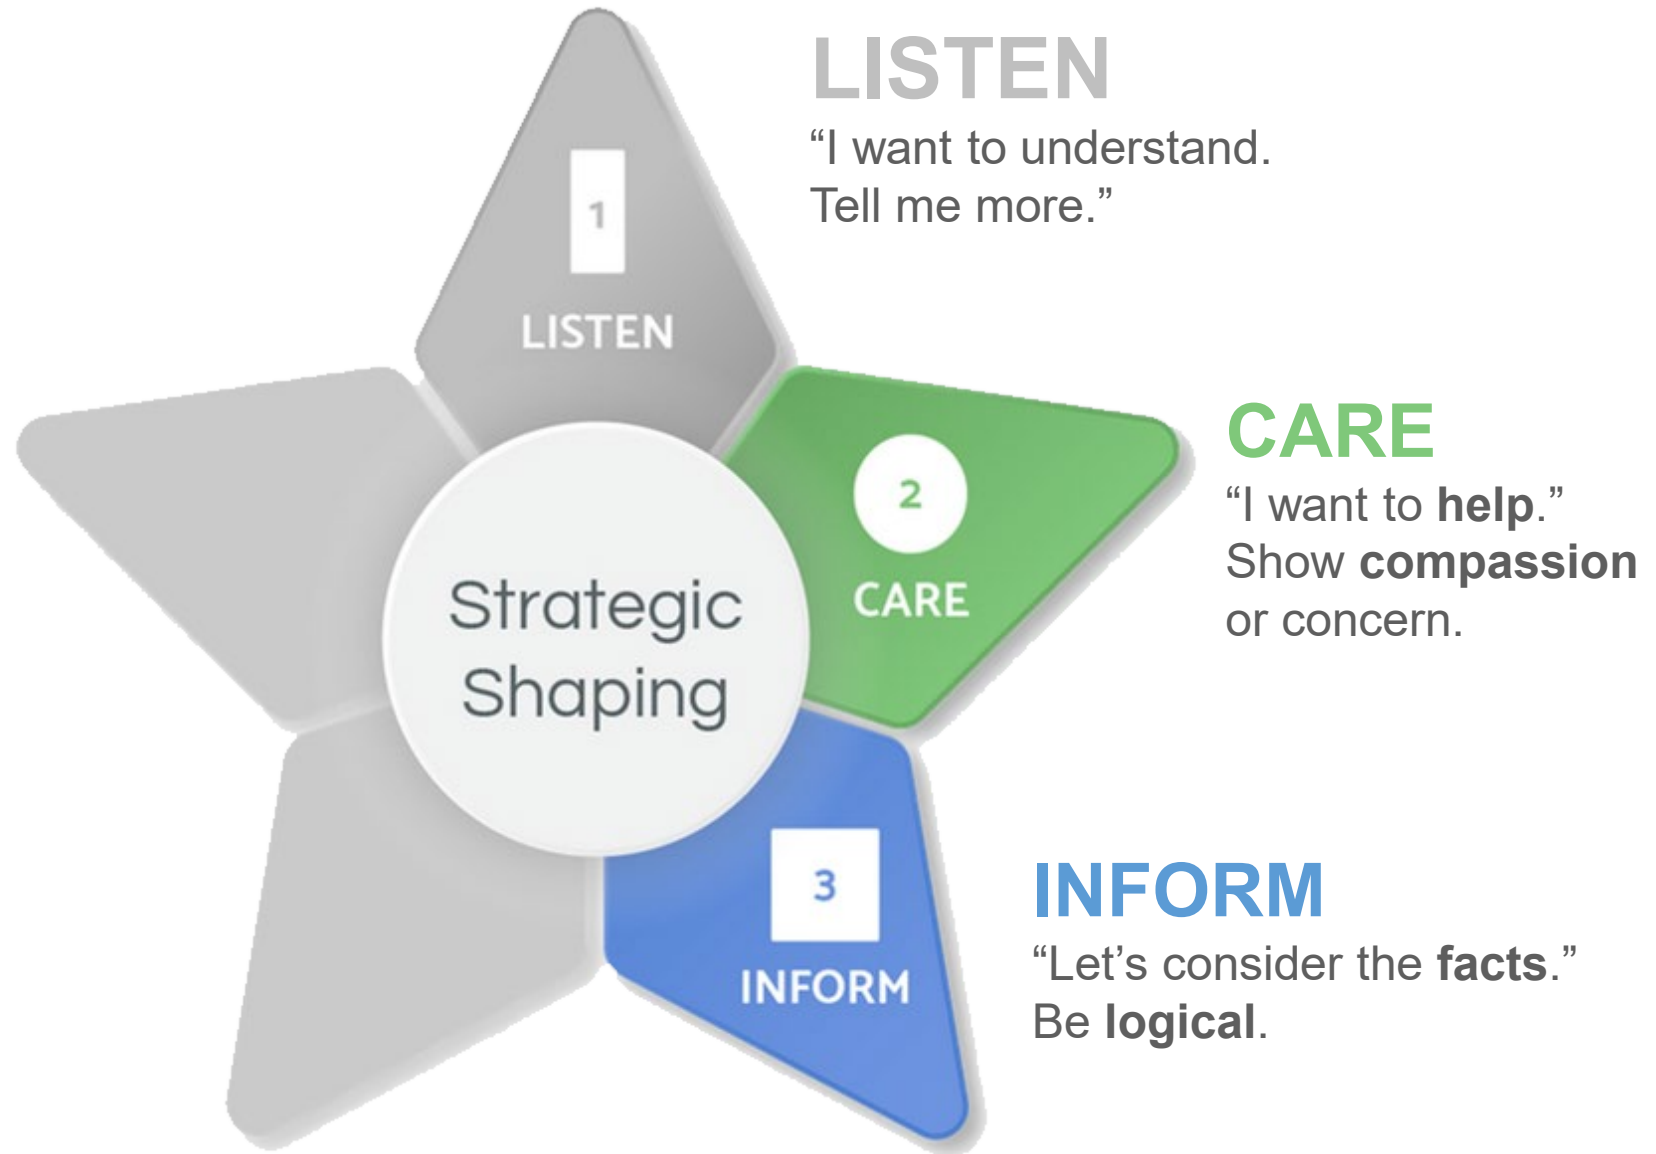 LISTEN
“I want to understand.
Tell me more.”
1
LISTEN
CARE
“I want to help.”
Show compassion
or concern.
2
CARE
Strategic
Shaping
INFORM
“Let’s consider the facts.”
Be logical.
3
INFORM